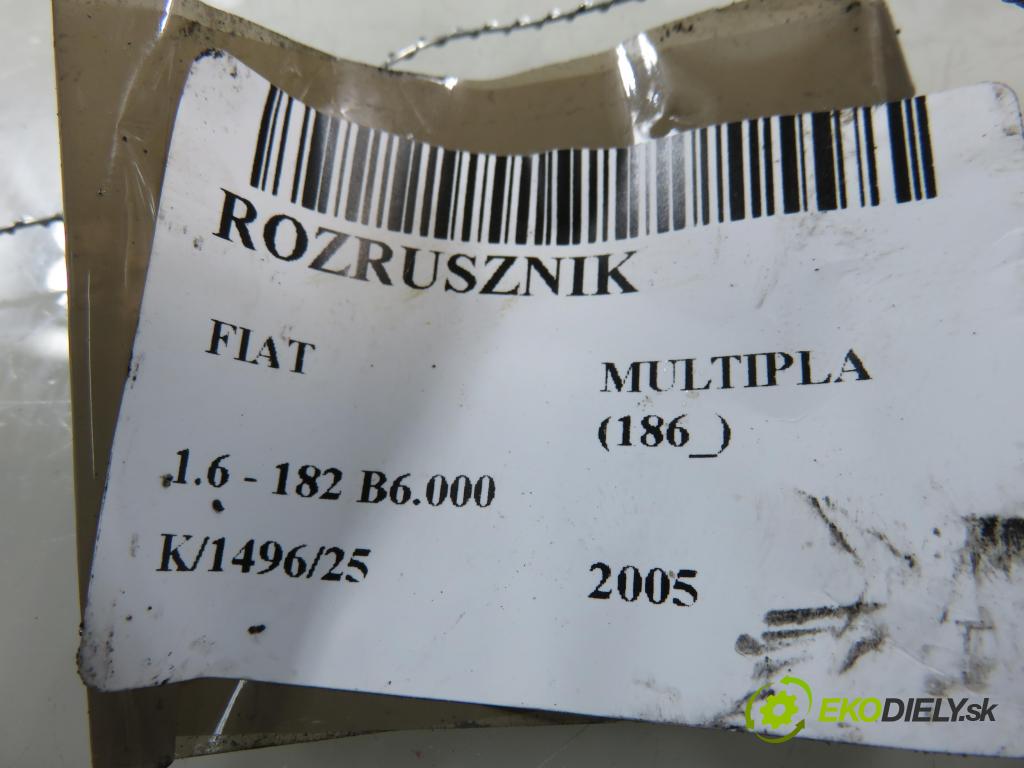 ROZRUSZNIK
FIAT
MULTIPLA
(186_)
1.6 - 182 B6.000
K/1496/25
2005
EKODIELY.sk